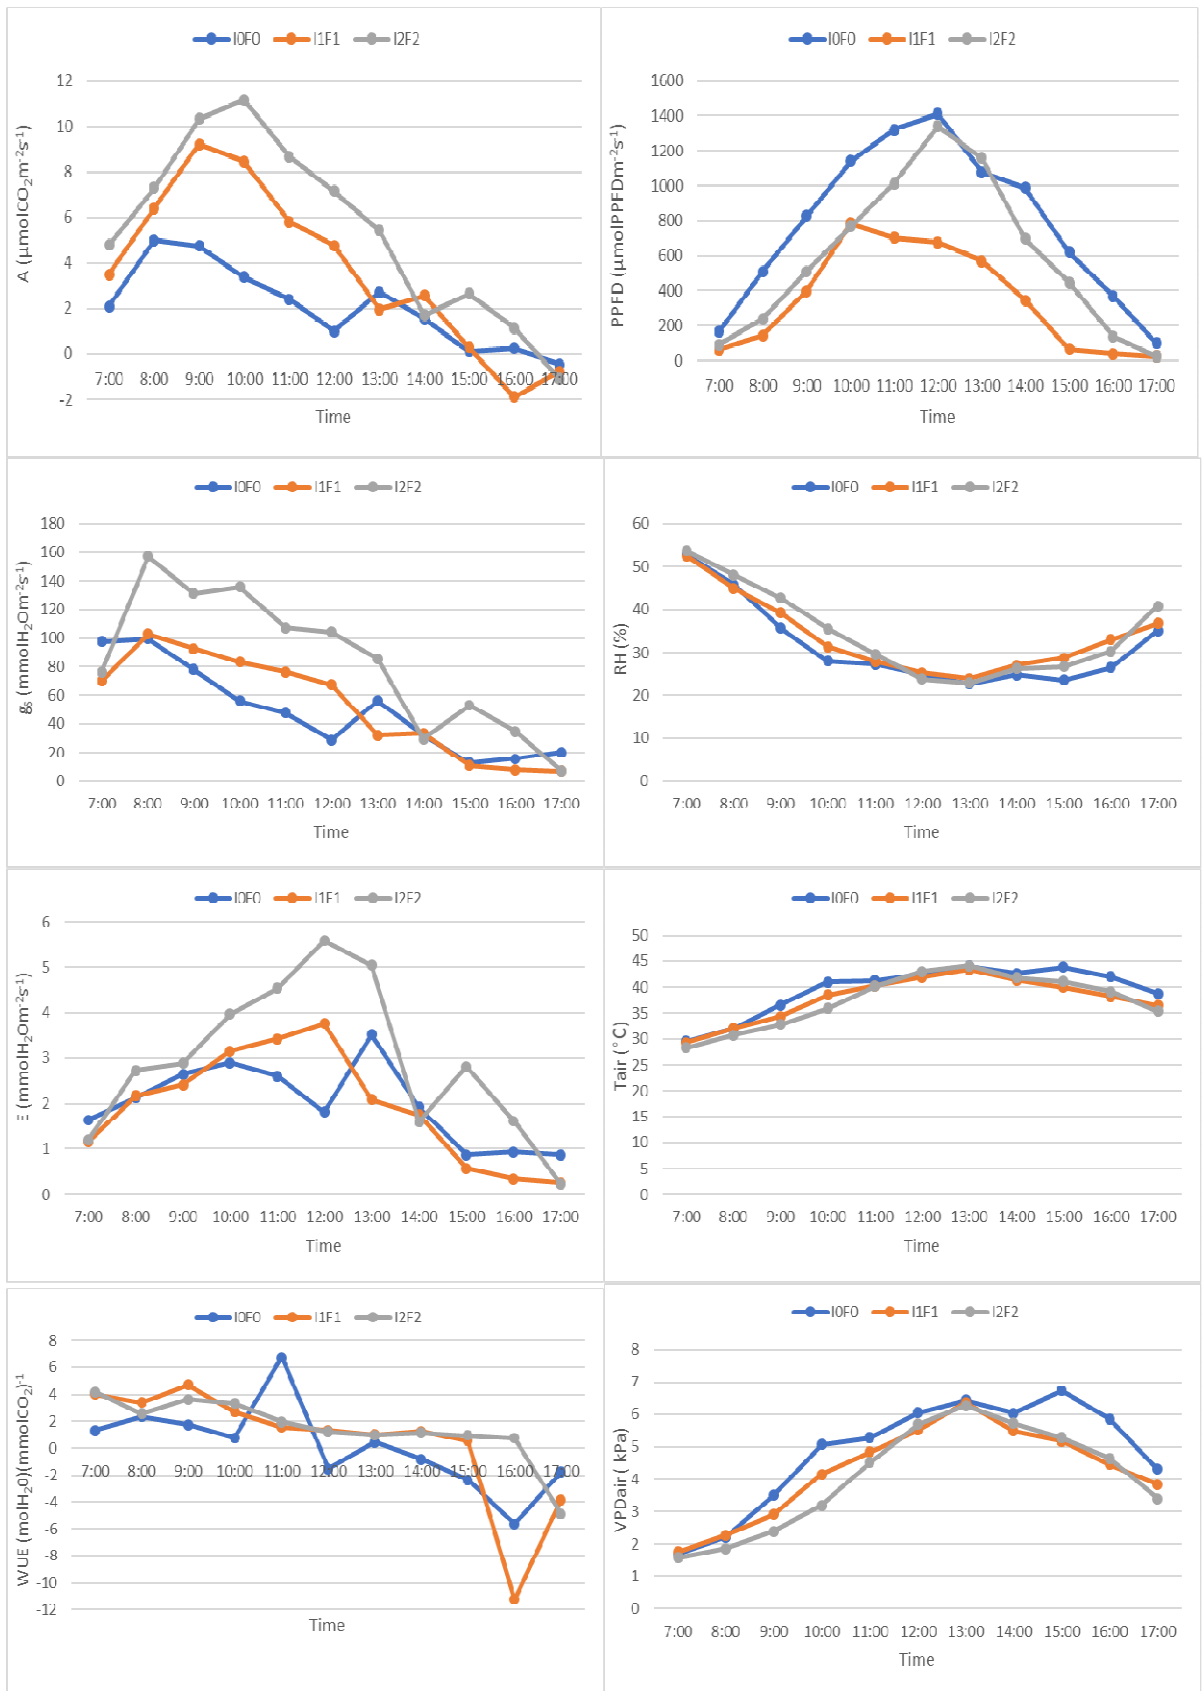 I0F0 I1F1 I2F2
A (µmolCO₂m⁻²s⁻¹)
12
10
8
6
4
2
0
-2
7:00 8:00 9:00 10:00 11:00 12:00 13:00 14:00 15:00 16:00 17:00
Time
I0F0 I1F1 I2F2
PPFD (µmolPPFDm⁻²s⁻¹)
1600
1400
1200
1000
800
600
400
200
0
7:00 8:00 9:00 10:00 11:00 12:00 13:00 14:00 15:00 16:00 17:00
Time
I0F0 I1F1 I2F2
gs (mmolH₂Om⁻²s⁻¹)
180
160
140
120
100
80
60
40
20
0
7:00 8:00 9:00 10:00 11:00 12:00 13:00 14:00 15:00 16:00 17:00
Time
I0F0 I1F1 I2F2
RH (%)
60
50
40
30
20
10
0
7:00 8:00 9:00 10:00 11:00 12:00 13:00 14:00 15:00 16:00 17:00
Time
I0F0 I1F1 I2F2
E (mmolH₂Om⁻²s⁻¹)
6
5
4
3
2
1
0
7:00 8:00 9:00 10:00 11:00 12:00 13:00 14:00 15:00 16:00 17:00
Time
I0F0 I1F1 I2F2
Tair (°C)
50
45
40
35
30
25
20
15
10
5
0
7:00 8:00 9:00 10:00 11:00 12:00 13:00 14:00 15:00 16:00 17:00
Time
I0F0 I1F1 I2F2
WUE (molH₂0)(mmolCO₂)⁻¹
8
6
4
2
0
-2
-4
-6
-8
-10
-12
7:00 8:00 9:00 10:00 11:00 12:00 13:00 14:00 15:00 16:00 17:00
Time
I0F0 I1F1 I2F2
VPDair ( kPa)
8
7
6
5
4
3
2
1
0
7:00 8:00 9:00 10:00 11:00 12:00 13:00 14:00 15:00 16:00 17:00
Time